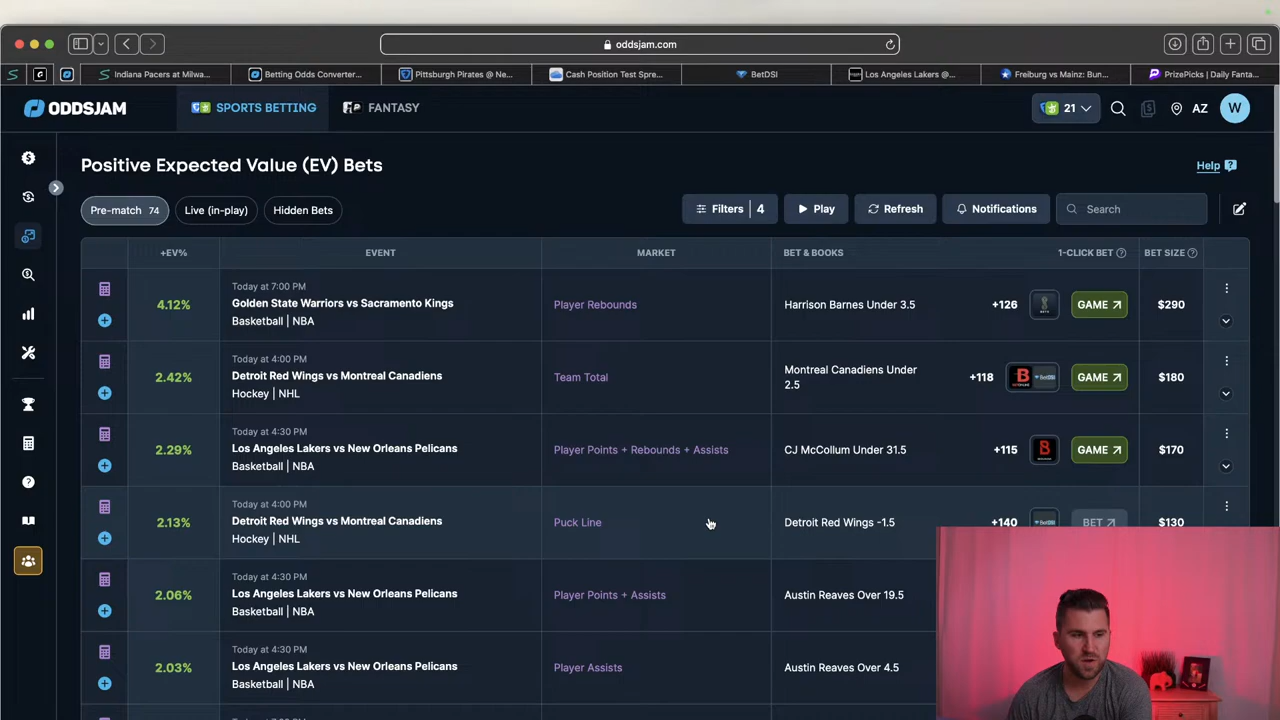 oddsjam.com
Indiana Pacers at Milwa...
Betting Odds Converter...
Pittsburgh Pirates @ Ne...
Cash Position Test Spre...
BetDSI
Los Angeles Lakers @...
Freiburg vs Mainz: Bun...
PrizePicks | Daily Fanta...
ODDSJAM
SPORTS BETTING
FANTASY
21
AZ
W
Positive Expected Value (EV) Bets
Help
Pre-match 74
Live (in-play)
Hidden Bets
Filters 4
Play
Refresh
Notifications
Search
+EV% EVENT MARKET BET & BOOKS 1-CLICK BET BET SIZE
Today at 7:00 PM
4.12% Golden State Warriors vs Sacramento Kings Player Rebounds Harrison Barnes Under 3.5 +126 GAME $290
Basketball | NBA
Today at 4:00 PM
2.42% Detroit Red Wings vs Montreal Canadiens Team Total Montreal Canadiens Under 2.5 +118 GAME $180
Hockey | NHL
Today at 4:30 PM
2.29% Los Angeles Lakers vs New Orleans Pelicans Player Points + Rebounds + Assists CJ McCollum Under 31.5 +115 GAME $170
Basketball | NBA
Today at 4:00 PM
2.13% Detroit Red Wings vs Montreal Canadiens Puck Line Detroit Red Wings -1.5 +140 BET $130
Hockey | NHL
Today at 4:30 PM
2.06% Los Angeles Lakers vs New Orleans Pelicans Player Points + Assists Austin Reaves Over 19.5
Basketball | NBA
Today at 4:30 PM
2.03% Los Angeles Lakers vs New Orleans Pelicans Player Assists Austin Reaves Over 4.5
Basketball | NBA